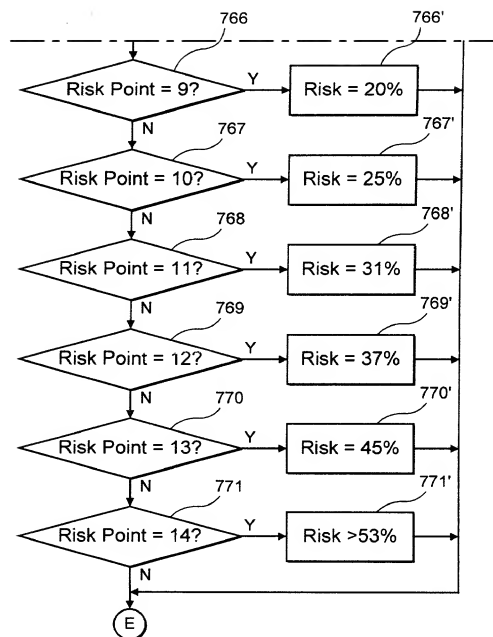 766
766'
Risk Point = 9?
Y
Risk = 20%
N
767
767'
Risk Point = 10?
Y
Risk = 25%
N
768
768'
Risk Point = 11?
Y
Risk = 31%
N
769
769'
Risk Point = 12?
Y
Risk = 37%
N
770
770'
Risk Point = 13?
Y
Risk = 45%
N
771
771'
Risk Point = 14?
Y
Risk >53%
N
E